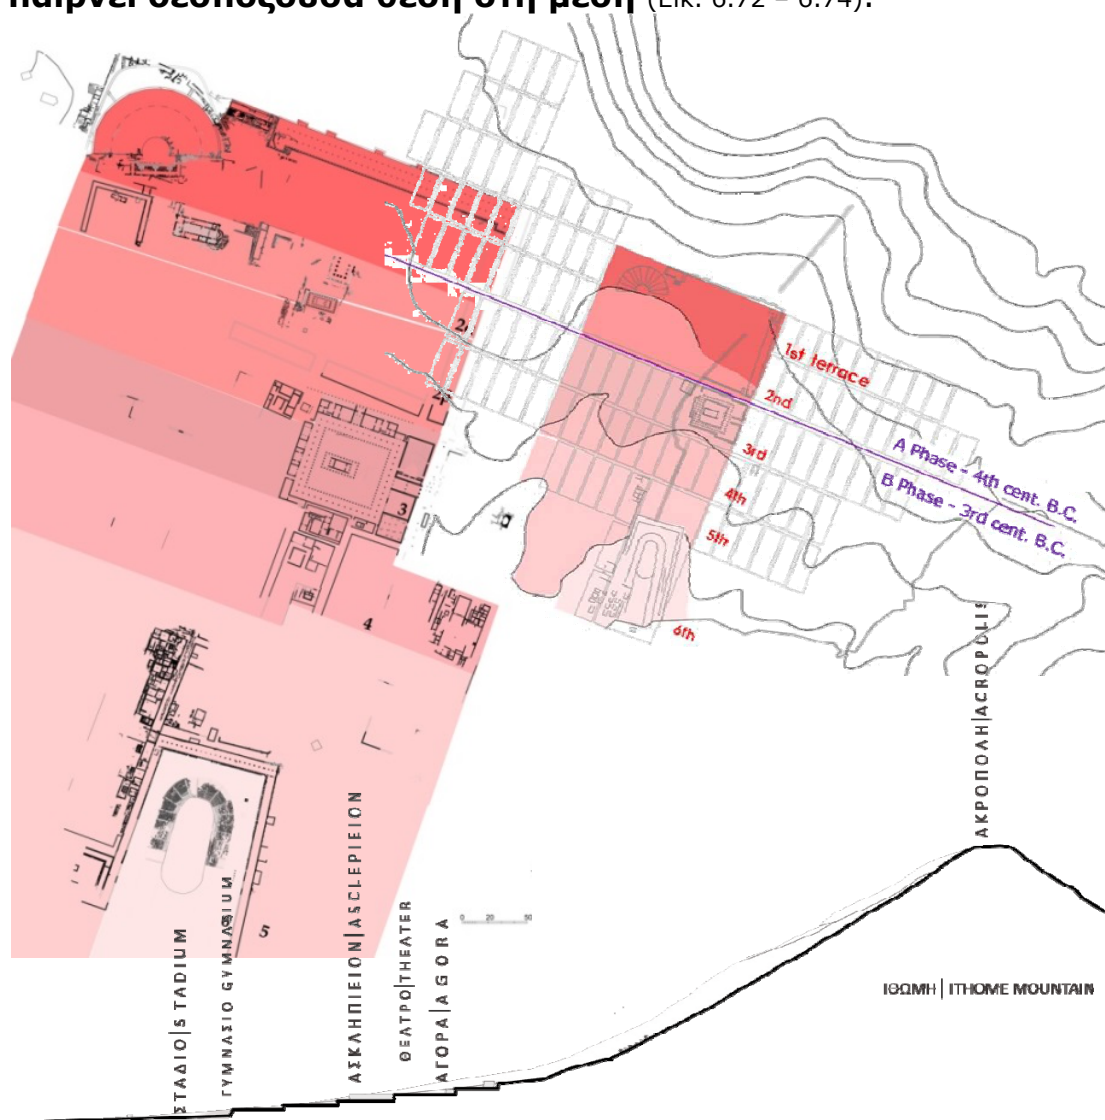 παίρνει δεσπόζουσα θέση στη μέση (Εικ. 6.72 – 6.74).
1st terrace
2nd
3rd
4th
5th
6th
A Phase - 4th cent. B.C.
B Phase - 3rd cent. B.C.
3
4
5
0 20 50
ΣΤΑΔΙΟ|STADIUM
ΓΥΜΝΑΣΙΟ GYMNASIUM
ΑΣΚΛΗΠΙΕΙΟΝ|ASCLEPIEION
ΘΕΑΤΡΟ|THEATER
ΑΓΟΡΑ|AGORA
ΑΚΡΟΠΟΛΗ|ACROPOLIS
ΙΘΩΜΗ | ITHOME MOUNTAIN